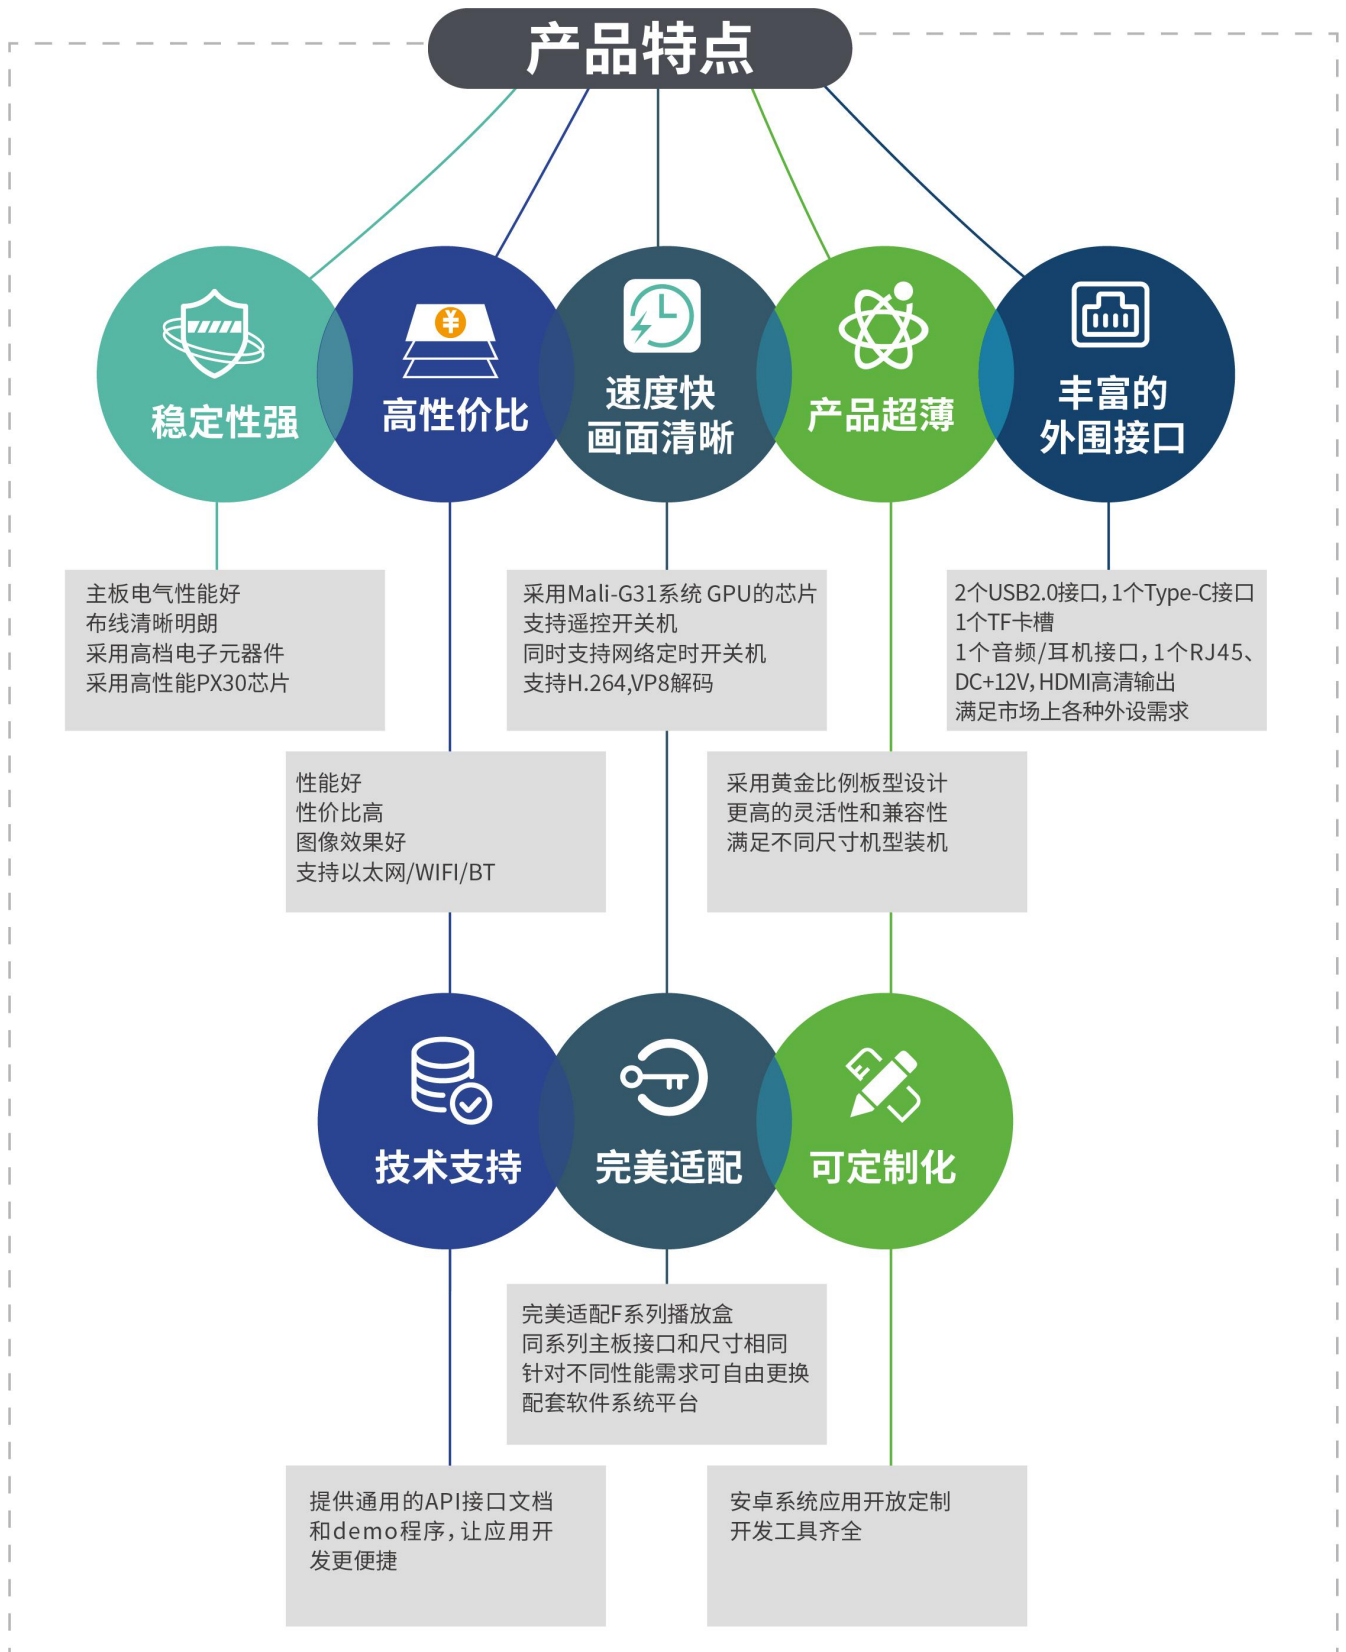 产品特点
稳定性强
高性价比
速度快
画面清晰
产品超薄
丰富的
外围接口
主板电气性能好
布线清晰明朗
采用高档电子元器件
采用高性能PX30芯片
采用Mali-G31系统 GPU的芯片
支持遥控开关机
同时支持网络定时开关机
支持H.264,VP8解码
2个USB2.0接口，1个Type-C接口
1个TF卡槽
1个音频/耳机接口，1个RJ45、
DC+12V，HDMI高清输出
满足市场上各种外设需求
性能好
性价比高
图像效果好
支持以太网/WIFI/BT
采用黄金比例板型设计
更高的灵活性和兼容性
满足不同尺寸机型装机
技术支持
完美适配
可定制化
完美适配F系列播放盒
同系列主板接口和尺寸相同
针对不同性能需求可自由更换
配套软件系统平台
提供通用的API接口文档
和demo程序，让应用开
发更便捷
安卓系统应用开放定制
开发工具齐全